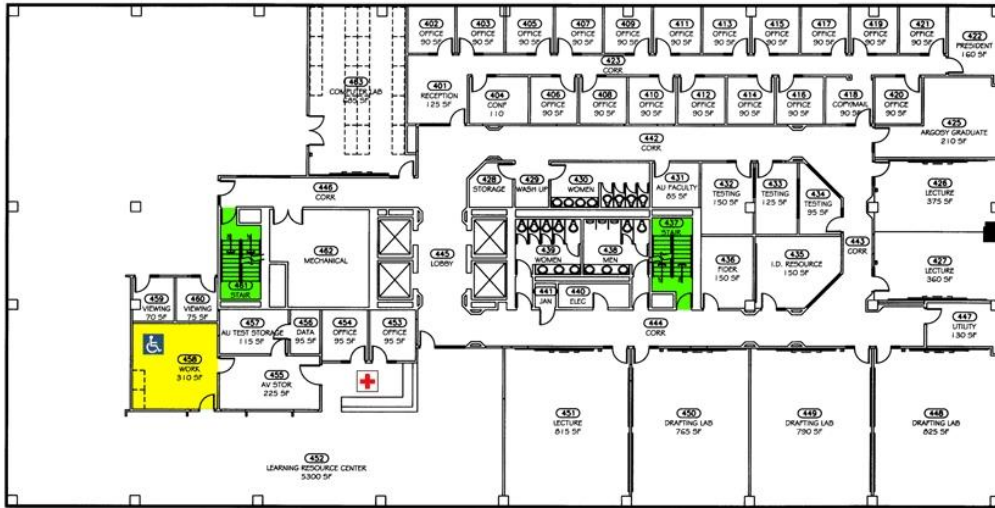 402
OFFICE
90 SF
403
OFFICE
90 SF
405
OFFICE
90 SF
407
OFFICE
90 SF
409
OFFICE
90 SF
411
OFFICE
90 SF
413
OFFICE
90 SF
415
OFFICE
90 SF
417
OFFICE
90 SF
419
OFFICE
90 SF
421
OFFICE
90 SF
422
PRESIDENT
160 SF
423
CORR.
463
COMPUTER LAB
685 SF
401
RECEPTION
125 SF
404
CONF
110
406
OFFICE
90 SF
408
OFFICE
90 SF
410
OFFICE
90 SF
412
OFFICE
90 SF
414
OFFICE
90 SF
416
OFFICE
90 SF
418
COPY/MAIL
90 SF
420
OFFICE
90 SF
425
ARGOSY GRADUATE
210 SF
442
CORR.
428
STORAGE
429
WASH UP
430
WOMEN
431
AU FACULTY
85 SF
432
TESTING
150 SF
433
TESTING
125 SF
434
TESTING
95 SF
426
LECTURE
375 SF
446
CORR.
461
STAIR
462
MECHANICAL
445
LOBBY
439
WOMEN
438
MEN
437
STAIR
436
150 SF
435
I.D. RESOURCE
150 SF
443
CORR.
427
LECTURE
360 SF
441
JAN
440
ELEC
444
CORR.
447
UTILITY
130 SF
459
VIEWING
70 SF
460
VIEWING
75 SF
457
AU TEST STORAGE
115 SF
456
DATA
95 SF
454
OFFICE
95 SF
453
OFFICE
95 SF
458
WORK
310 SF
455
AV STOR
225 SF
451
LECTURE
815 SF
450
DRAFTING LAB
765 SF
449
DRAFTING LAB
790 SF
448
DRAFTING LAB
825 SF
452
LEARNING RESOURCE CENTER
5300 SF